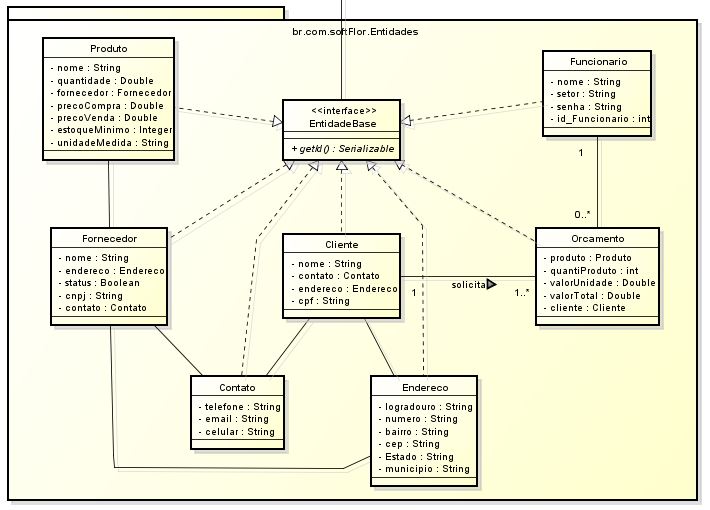 br.com.softFlor.Entidades
Produto
- nome : String
- quantidade : Double
- fornecedor : Fornecedor
- precoCompra : Double
- precoVenda : Double
- estoqueMinimo : Integer
- unidadeMedida : String
<<interface>>
EntidadeBase
+ getId() : Serializable
Funcionario
- nome : String
- setor : String
- senha : String
- id_Funcionario : int
1
0..*
Fornecedor
- nome : String
- endereco : Endereco
- status : Boolean
- cnpj : String
- contato : Contato
Cliente
- nome : String
- contato : Contato
- endereco : Endereco
- cpf : String
1
solicita
1..*
Orcamento
- produto : Produto
- quantiProduto : int
- valorUnidade : Double
- valorTotal : Double
- cliente : Cliente
Contato
- telefone : String
- email : String
- celular : String
Endereco
- logradouro : String
- numero : String
- bairro : String
- cep : String
- Estado : String
- municipio : String